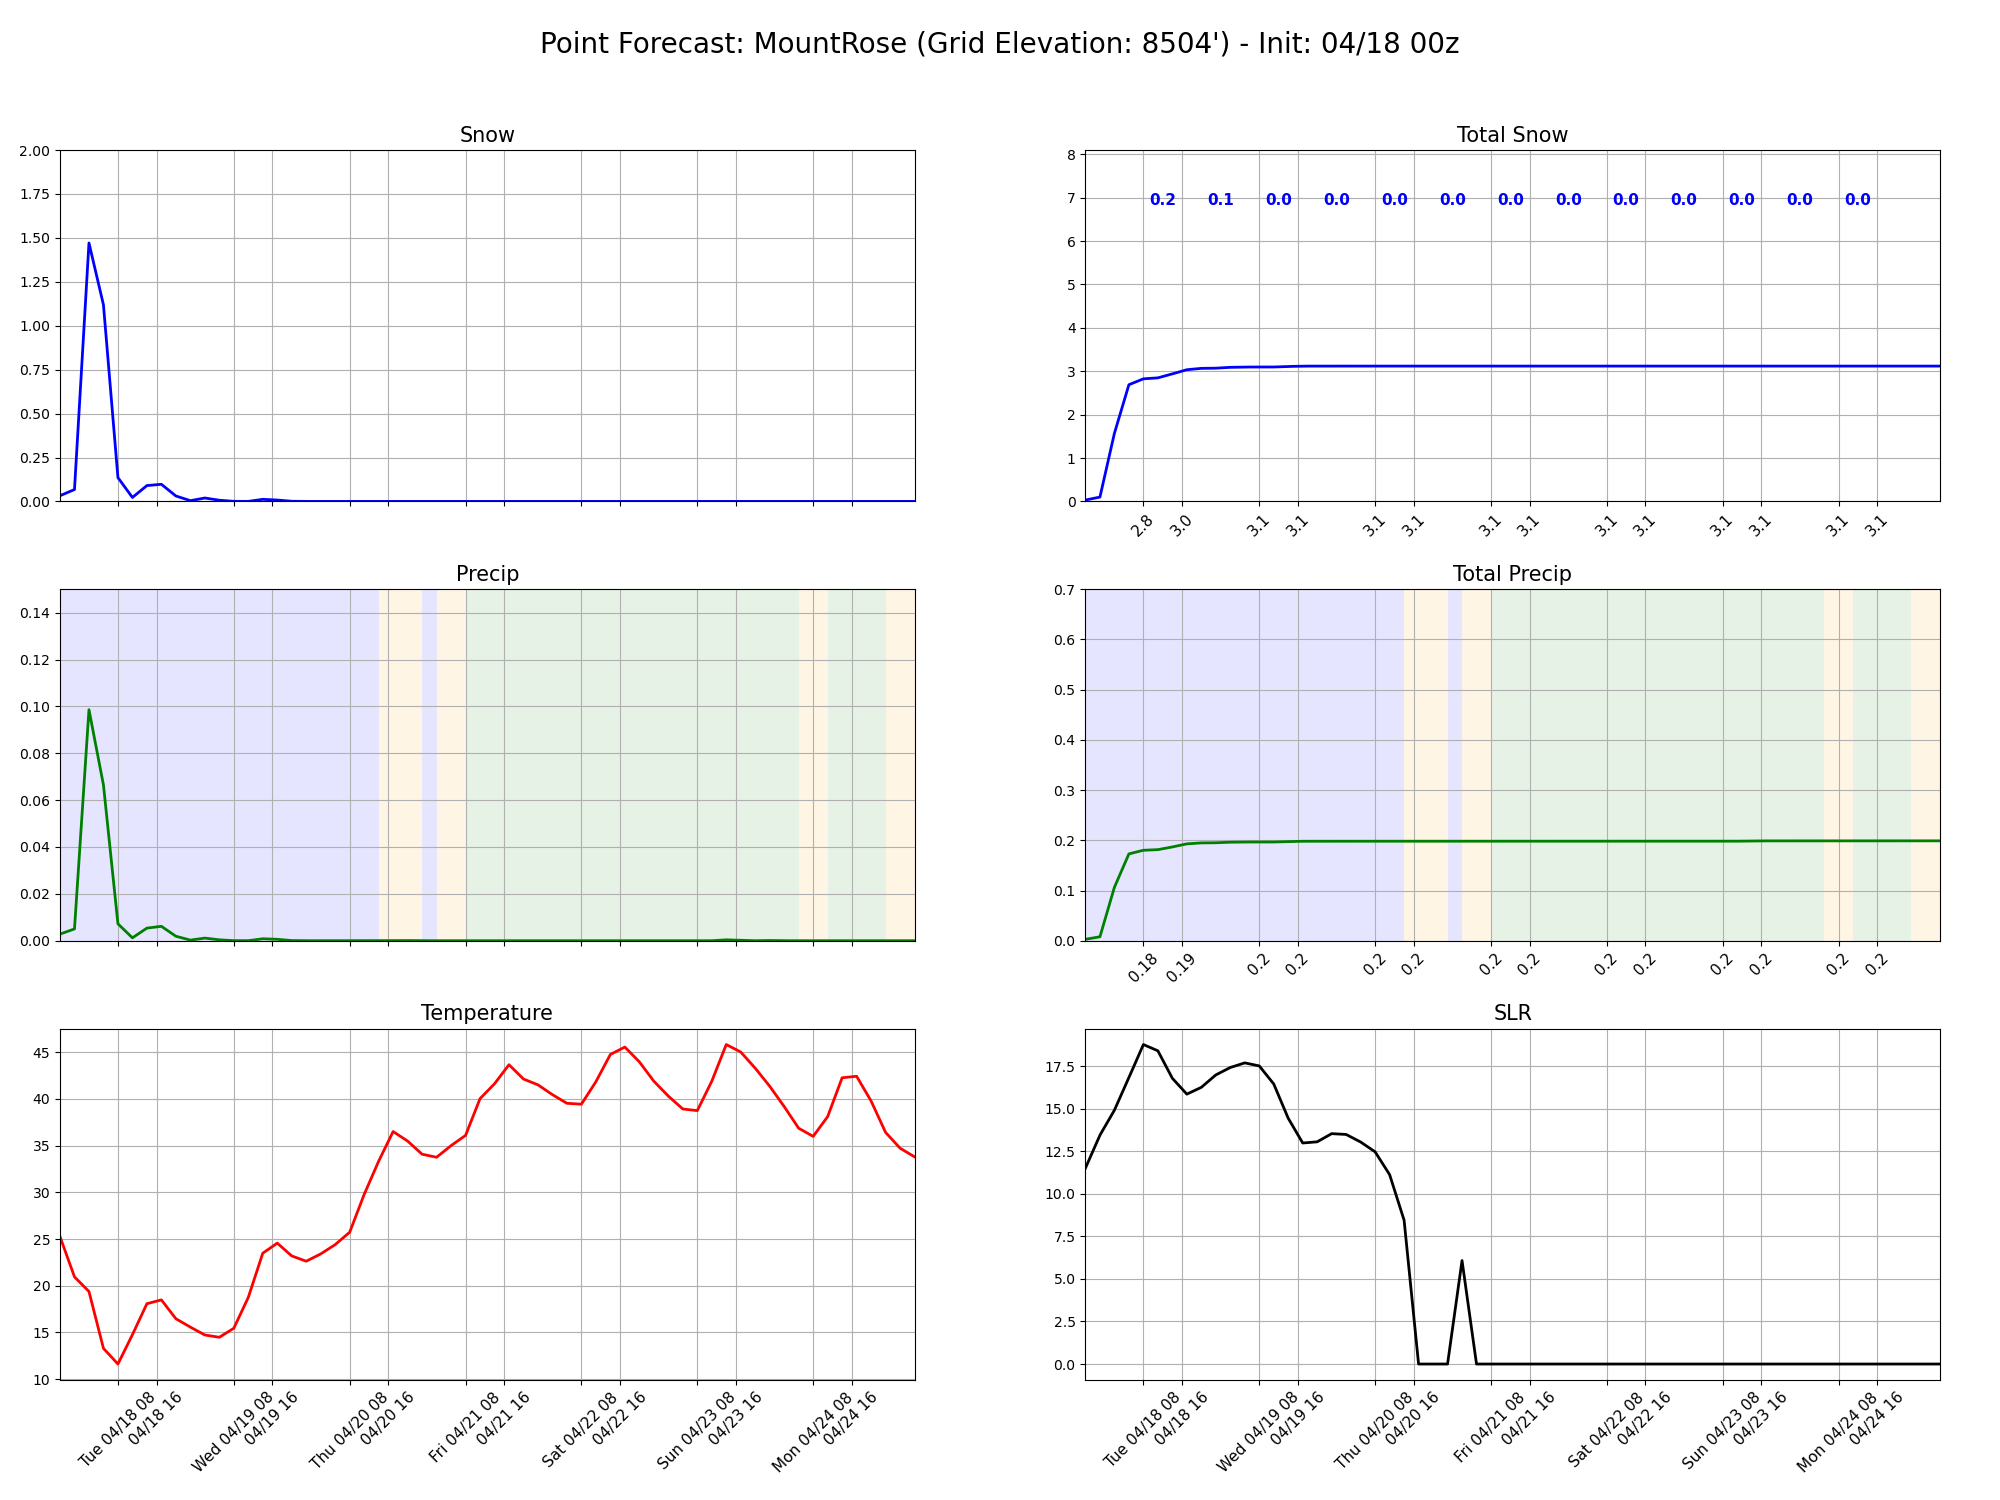 Point Forecast: MountRose (Grid Elevation: 8504') - Init: 04/18 00z
Snow
2.00
1.75
1.50
1.25
1.00
0.75
0.50
0.25
0.00
Total Snow
8
7
6
5
4
3
2
1
0
0.2 0.1 0.0 0.0 0.0 0.0 0.0 0.0 0.0 0.0 0.0 0.0 0.0
2.8 3.0 3.1 3.1 3.1 3.1 3.1 3.1 3.1 3.1 3.1 3.1 3.1 3.1
Precip
0.14
0.12
0.10
0.08
0.06
0.04
0.02
0.00
Total Precip
0.7
0.6
0.5
0.4
0.3
0.2
0.1
0.0
0.18 0.19 0.2 0.2 0.2 0.2 0.2 0.2 0.2 0.2 0.2 0.2 0.2 0.2
Temperature
45
40
35
30
25
20
15
10
Tue 04/18 08
04/18 16
Wed 04/19 08
04/19 16
Thu 04/20 08
04/20 16
Fri 04/21 08
04/21 16
Sat 04/22 08
04/22 16
Sun 04/23 08
04/23 16
Mon 04/24 08
04/24 16
SLR
17.5
15.0
12.5
10.0
7.5
5.0
2.5
0.0
Tue 04/18 08
04/18 16
Wed 04/19 08
04/19 16
Thu 04/20 08
04/20 16
Fri 04/21 08
04/21 16
Sat 04/22 08
04/22 16
Sun 04/23 08
04/23 16
Mon 04/24 08
04/24 16